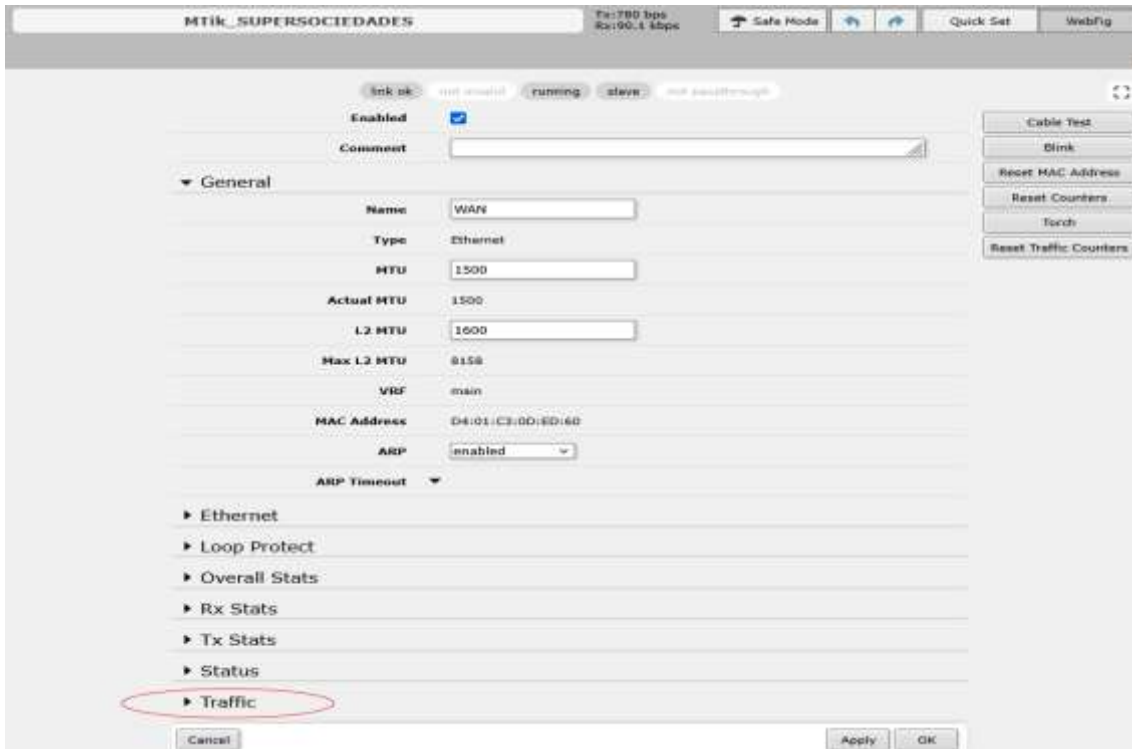 MTik_SUPERSOCIEDADES
Tx:780 bps
Rx:90.1 kbps
Safe Mode
Quick Set
WebFig
link ok not invalid running slave not passthrough
Enabled
Comment
General
Name WAN
Type Ethernet
MTU 1500
Actual MTU 1500
L2 MTU 1600
Max L2 MTU 8158
VRF main
MAC Address D4:01:C3:0D:ED:60
ARP enabled
ARP Timeout
Ethernet
Loop Protect
Overall Stats
Rx Stats
Tx Stats
Status
Traffic
Cancel
Apply
OK
Cable Test
Blink
Reset MAC Address
Reset Counters
Torch
Reset Traffic Counters